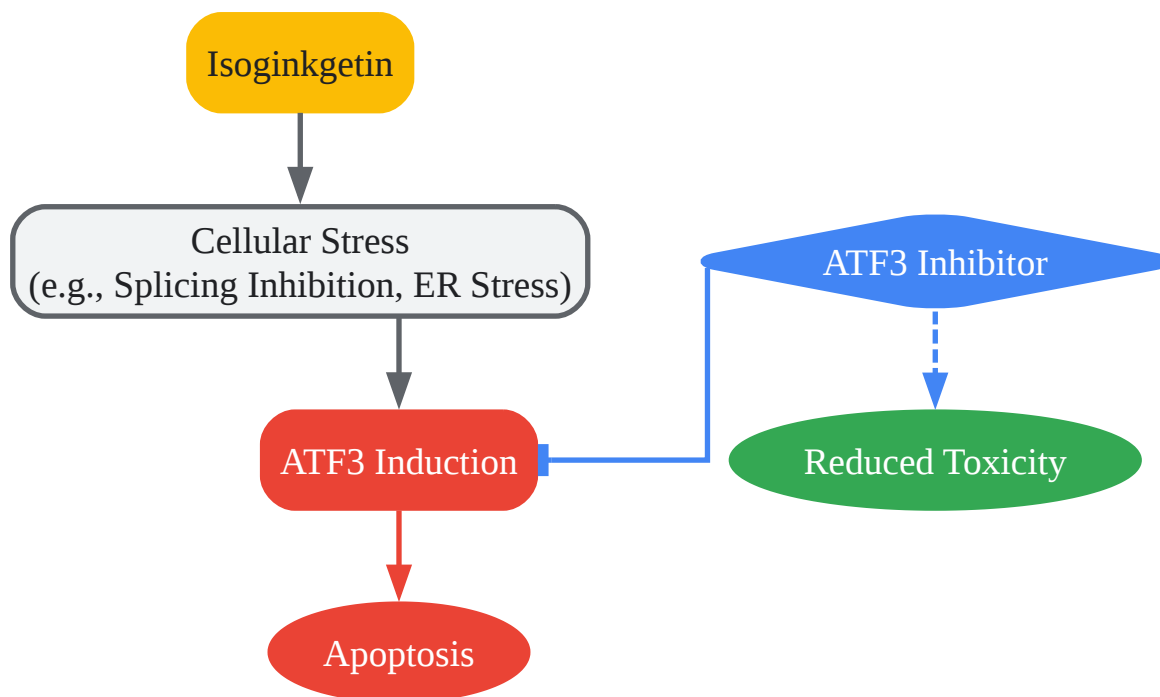 Isoginkgetin
Cellular Stress
(e.g., Splicing Inhibition, ER Stress)
ATF3 Inhibitor
ATF3 Induction
Reduced Toxicity
Apoptosis